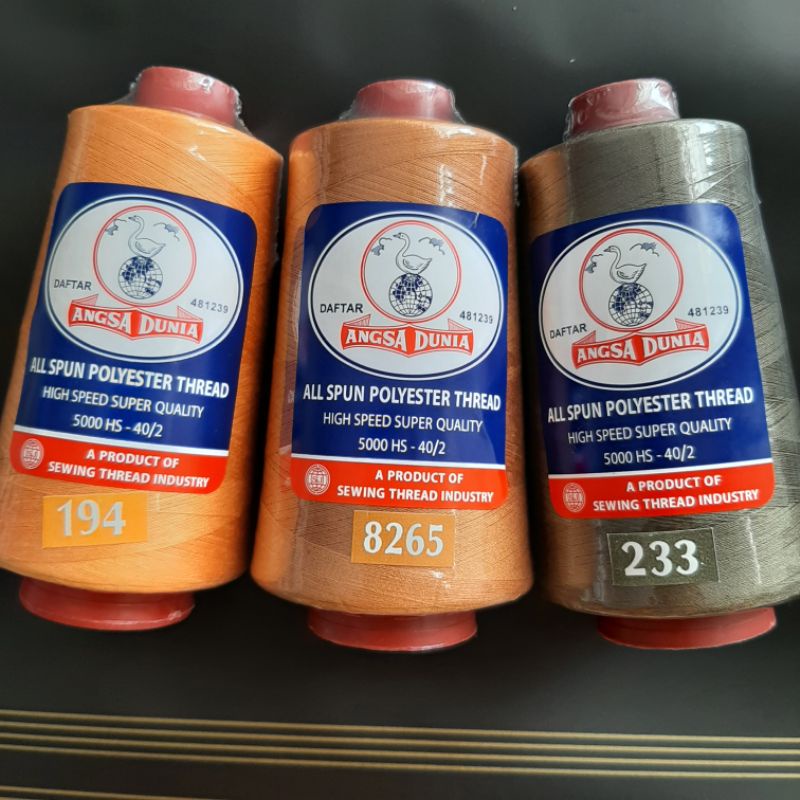 DAFTAR
481239
ANGSA DUNIA
ALL SPUN POLYESTER THREAD
HIGH SPEED SUPER QUALITY
5000 HS - 40/2
A PRODUCT OF
SEWING THREAD INDUSTRY
194
DAFTAR
481239
ANGSA DUNIA
ALL SPUN POLYESTER THREAD
HIGH SPEED SUPER QUALITY
5000 HS - 40/2
A PRODUCT OF
SEWING THREAD INDUSTRY
8265
DAFTAR
481239
ANGSA DUNIA
ALL SPUN POLYESTER THREAD
HIGH SPEED SUPER QUALITY
5000 HS - 40/2
A PRODUCT OF
SEWING THREAD INDUSTRY
233